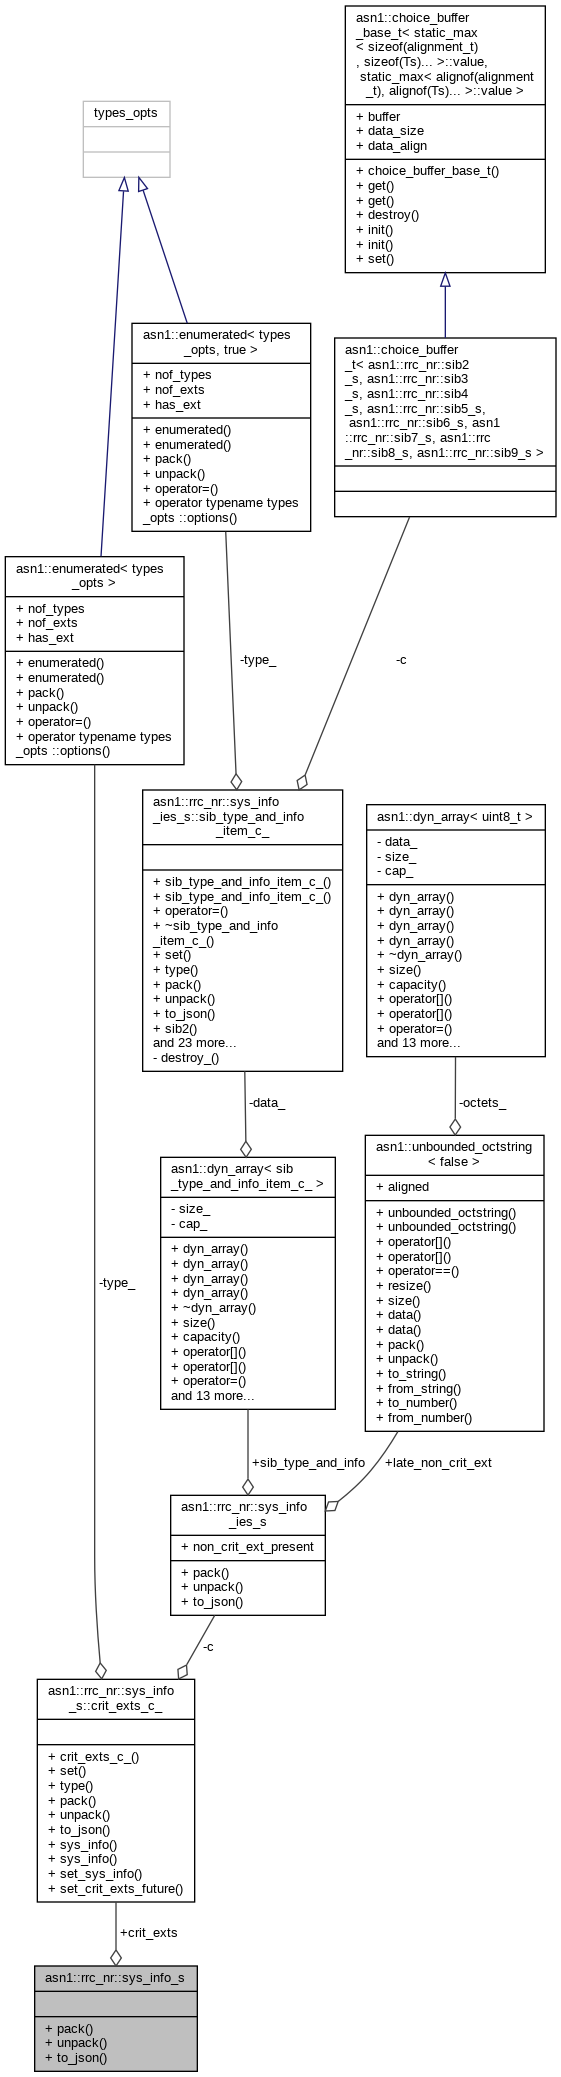 asn1::choice_buffer
_base_t< static_max
< sizeof(alignment_t)
, sizeof(Ts)... >::value,
static_max< alignof(alignment
_t), alignof(Ts)... >::value >
+ buffer
+ data_size
+ data_align
+ choice_buffer_base_t()
+ get()
+ get()
+ destroy()
+ init()
+ init()
+ set()
types_opts
asn1::enumerated< types
_opts, true >
+ nof_types
+ nof_exts
+ has_ext
+ enumerated()
+ enumerated()
+ pack()
+ unpack()
+ operator=()
+ operator typename types
_opts ::options()
asn1::choice_buffer
_t< asn1::rrc_nr::sib2
_s, asn1::rrc_nr::sib3
_s, asn1::rrc_nr::sib4
_s, asn1::rrc_nr::sib5_s,
asn1::rrc_nr::sib6_s, asn1
::rrc_nr::sib7_s, asn1::rrc
_nr::sib8_s, asn1::rrc_nr::sib9_s >
asn1::enumerated< types
_opts >
+ nof_types
+ nof_exts
+ has_ext
+ enumerated()
+ enumerated()
+ pack()
+ unpack()
+ operator=()
+ operator typename types
_opts ::options()
-type_
-c
asn1::rrc_nr::sys_info
_ies_s::sib_type_and_info
_item_c_
+ sib_type_and_info_item_c_()
+ sib_type_and_info_item_c_()
+ operator=()
+ ~sib_type_and_info
_item_c_()
+ set()
+ type()
+ pack()
+ unpack()
+ to_json()
+ sib2()
and 23 more...
- destroy_()
asn1::dyn_array< uint8_t >
- data_
- size_
- cap_
+ dyn_array()
+ dyn_array()
+ dyn_array()
+ dyn_array()
+ ~dyn_array()
+ size()
+ capacity()
+ operator[]()
+ operator[]()
+ operator=()
and 13 more...
-data_
-octets_
asn1::dyn_array< sib
_type_and_info_item_c_ >
- size_
- cap_
+ dyn_array()
+ dyn_array()
+ dyn_array()
+ dyn_array()
+ ~dyn_array()
+ size()
+ capacity()
+ operator[]()
+ operator[]()
+ operator=()
and 13 more...
asn1::unbounded_octstring
< false >
+ aligned
+ unbounded_octstring()
+ unbounded_octstring()
+ operator[]()
+ operator[]()
+ operator==()
+ resize()
+ size()
+ data()
+ data()
+ pack()
+ unpack()
+ to_string()
+ from_string()
+ to_number()
+ from_number()
-type_
+sib_type_and_info
+late_non_crit_ext
asn1::rrc_nr::sys_info
_ies_s
+ non_crit_ext_present
+ pack()
+ unpack()
+ to_json()
-c
asn1::rrc_nr::sys_info
_s::crit_exts_c_
+ crit_exts_c_()
+ set()
+ type()
+ pack()
+ unpack()
+ to_json()
+ sys_info()
+ sys_info()
+ set_sys_info()
+ set_crit_exts_future()
+crit_exts
asn1::rrc_nr::sys_info_s
+ pack()
+ unpack()
+ to_json()